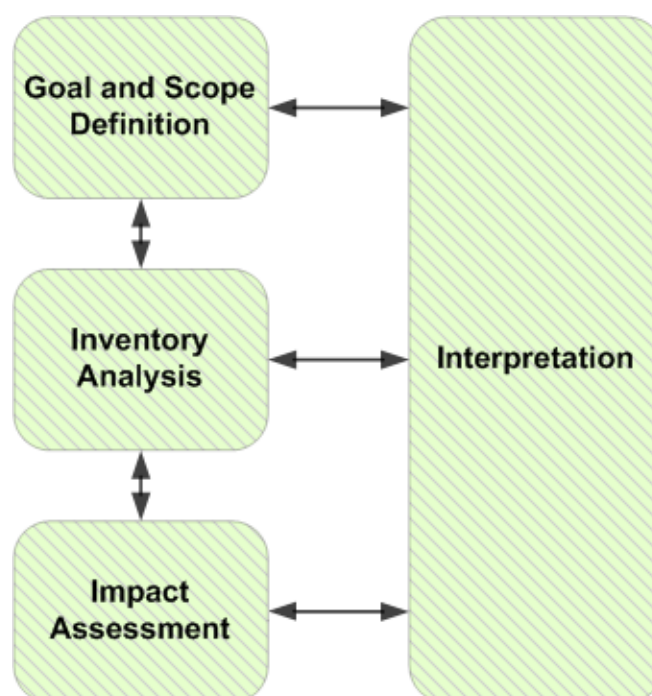 Goal and Scope
Definition
Inventory
Analysis
Interpretation
Impact
Assessment